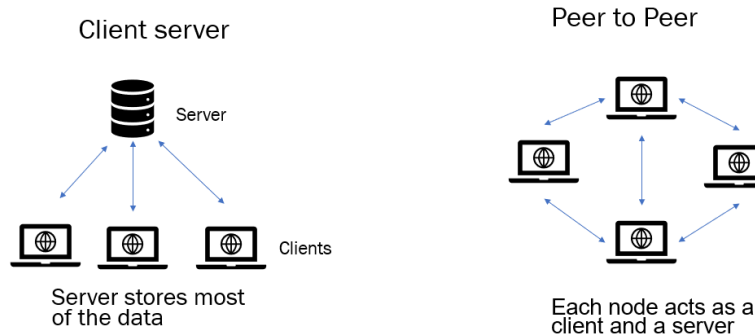 Client server
Server
Clients
Server stores most
of the data
Peer to Peer
Each node acts as a
client and a server